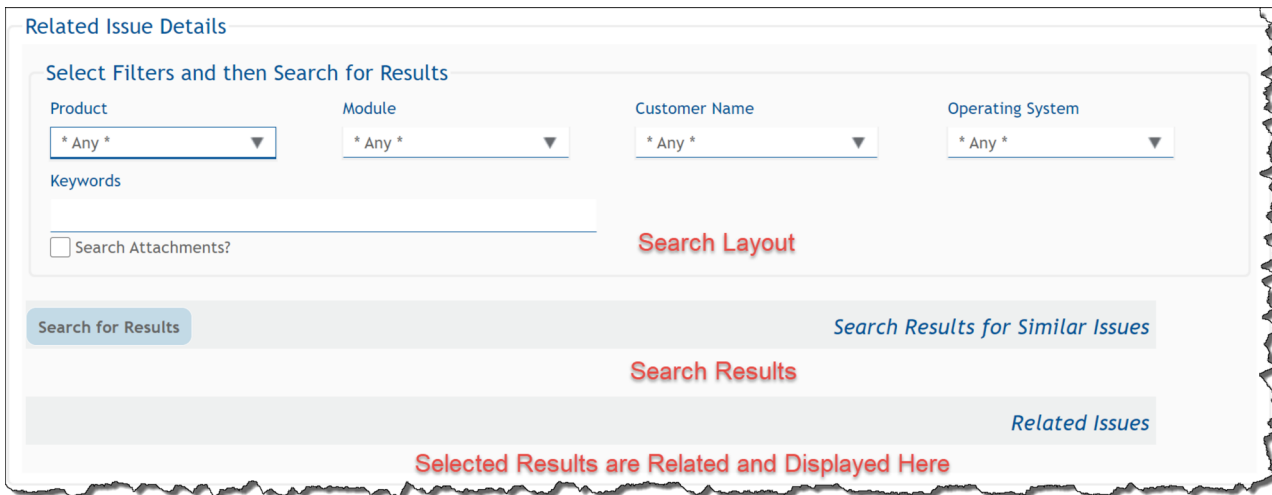 Related Issue Details
Select Filters and then Search for Results
Product Module Customer Name Operating System
* Any * * Any * * Any * * Any *
Keywords
Search Attachments?
Search Layout
Search for Results
Search Results for Similar Issues
Search Results
Related Issues
Selected Results are Related and Displayed Here